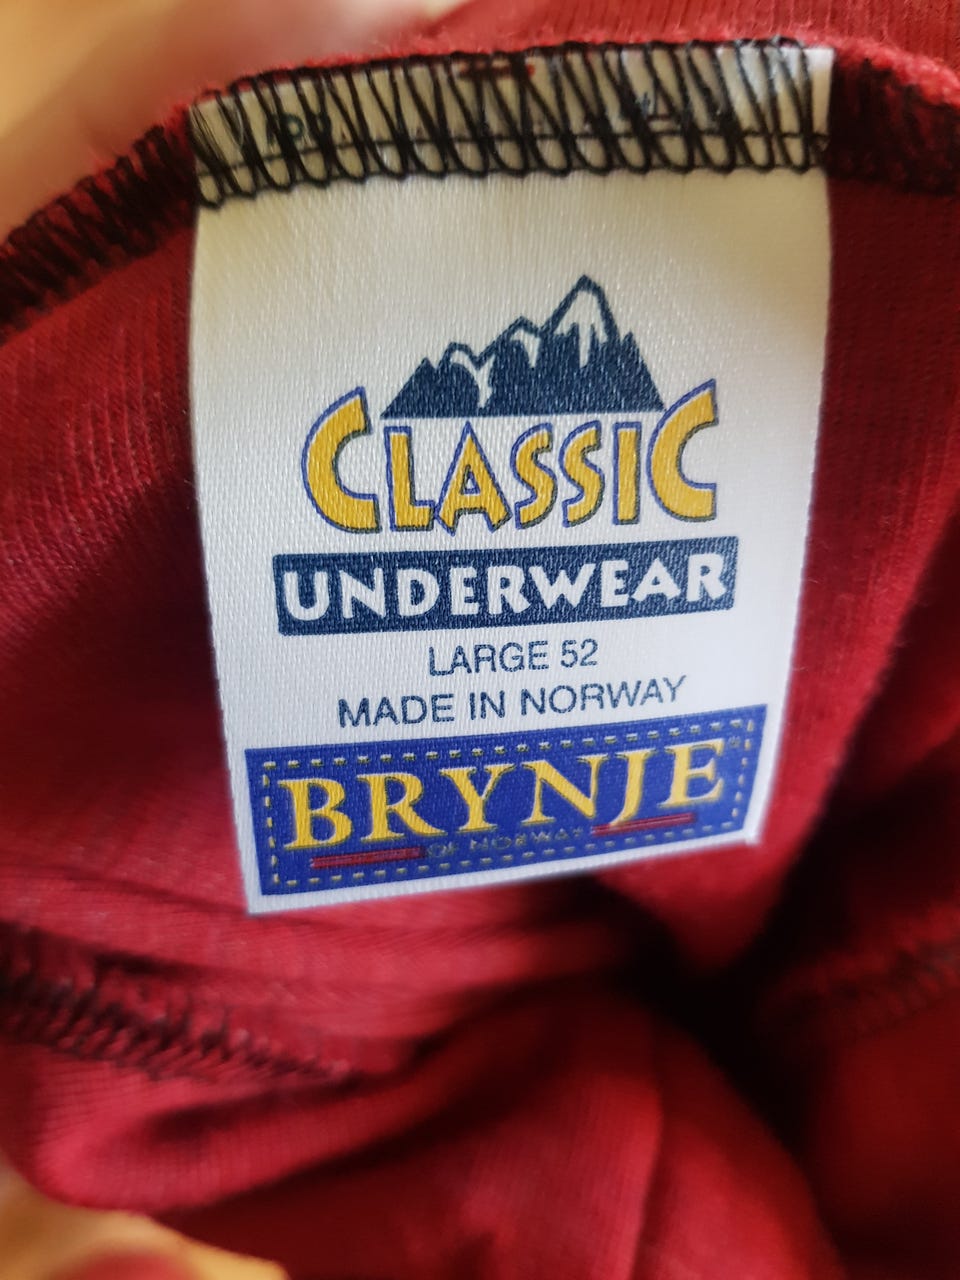 CLASSIC
UNDERWEAR
LARGE 52
MADE IN NORWAY
BRYNJE
OF NORWAY